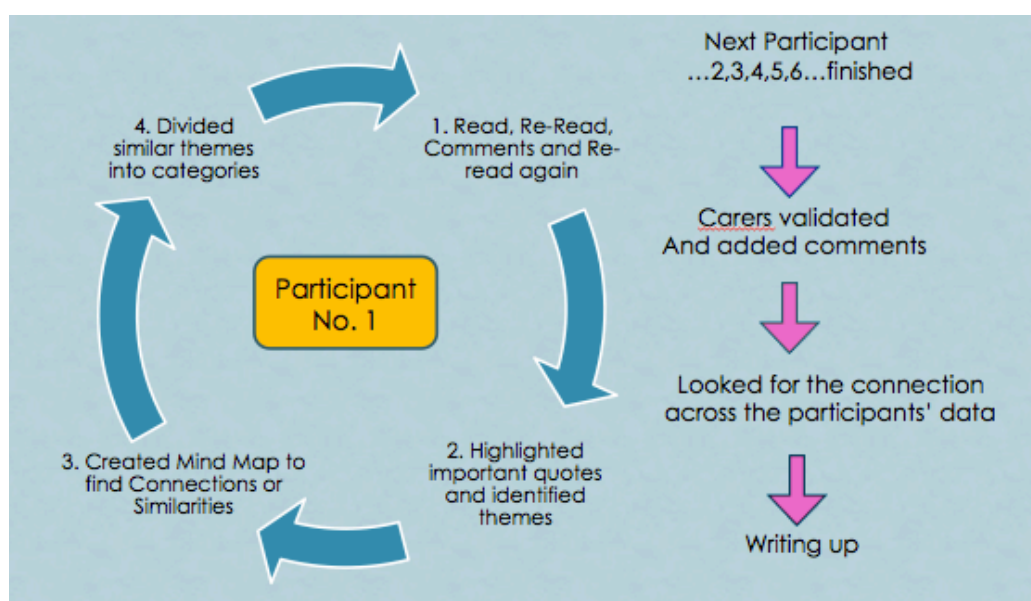 4. Divided
similar themes
into categories
1. Read, Re-Read,
Comments and Re-
read again
Participant
No. 1
3. Created Mind Map to
find Connections or
Similarities
2. Highlighted
important quotes
and identified
themes
Next Participant
...2,3,4,5,6...finished
Carers validated
And added comments
Looked for the connection
across the participants' data
Writing up